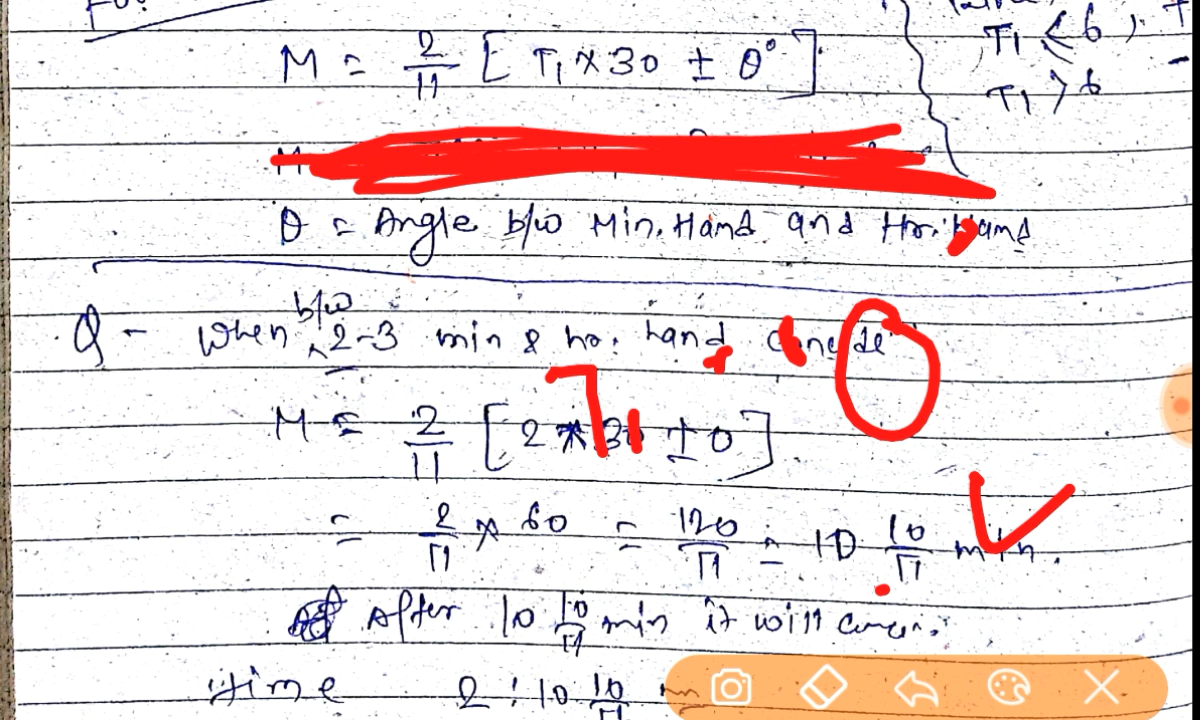 For
T1 ≤ 6,
M = 2/11 [ T1 × 30 ± θ° ]
T1 > 6
M
θ = Angle b/w Min. Hand and Hr. Hand
Q - When b/w 2-3 min & hr. hand concide
M = 2/11 [ 2 × 30 ± 0 ]
= 2/11 × 60 = 120/11 = 10 10/11 min.
After 10 10/11 min it will
time 2 : 10 10/11